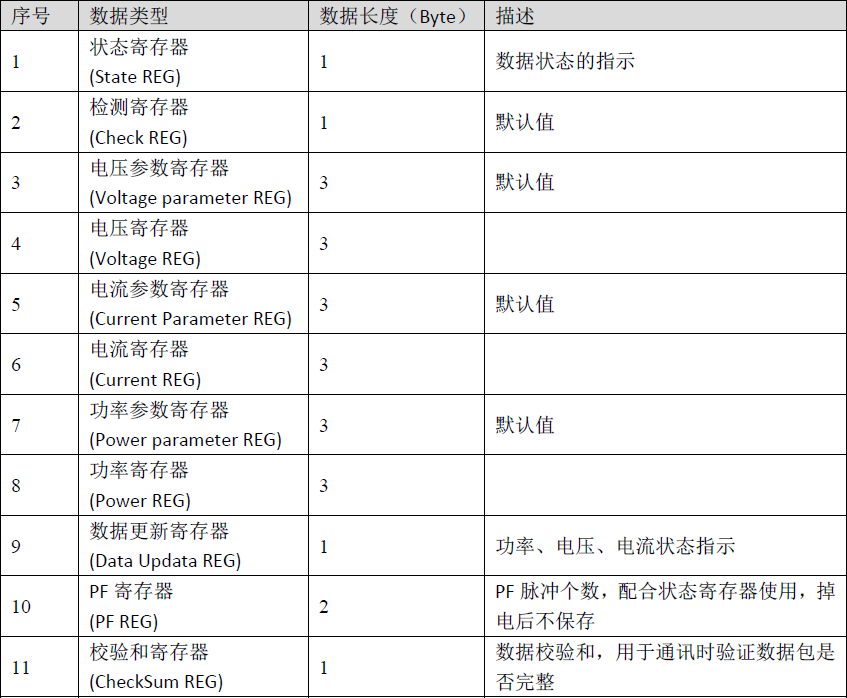 序号 数据类型 数据长度（Byte） 描述
1 状态寄存器 (State REG) 1 数据状态的指示
2 检测寄存器 (Check REG) 1 默认值
3 电压参数寄存器 (Voltage parameter REG) 3 默认值
4 电压寄存器 (Voltage REG) 3
5 电流参数寄存器 (Current Parameter REG) 3 默认值
6 电流寄存器 (Current REG) 3
7 功率参数寄存器 (Power parameter REG) 3 默认值
8 功率寄存器 (Power REG) 3
9 数据更新寄存器 (Data Updata REG) 1 功率、电压、电流状态指示
10 PF 寄存器 (PF REG) 2 PF 脉冲个数，配合状态寄存器使用，掉电后不保存
11 校验和寄存器 (CheckSum REG) 1 数据校验和，用于通讯时验证数据包是否完整